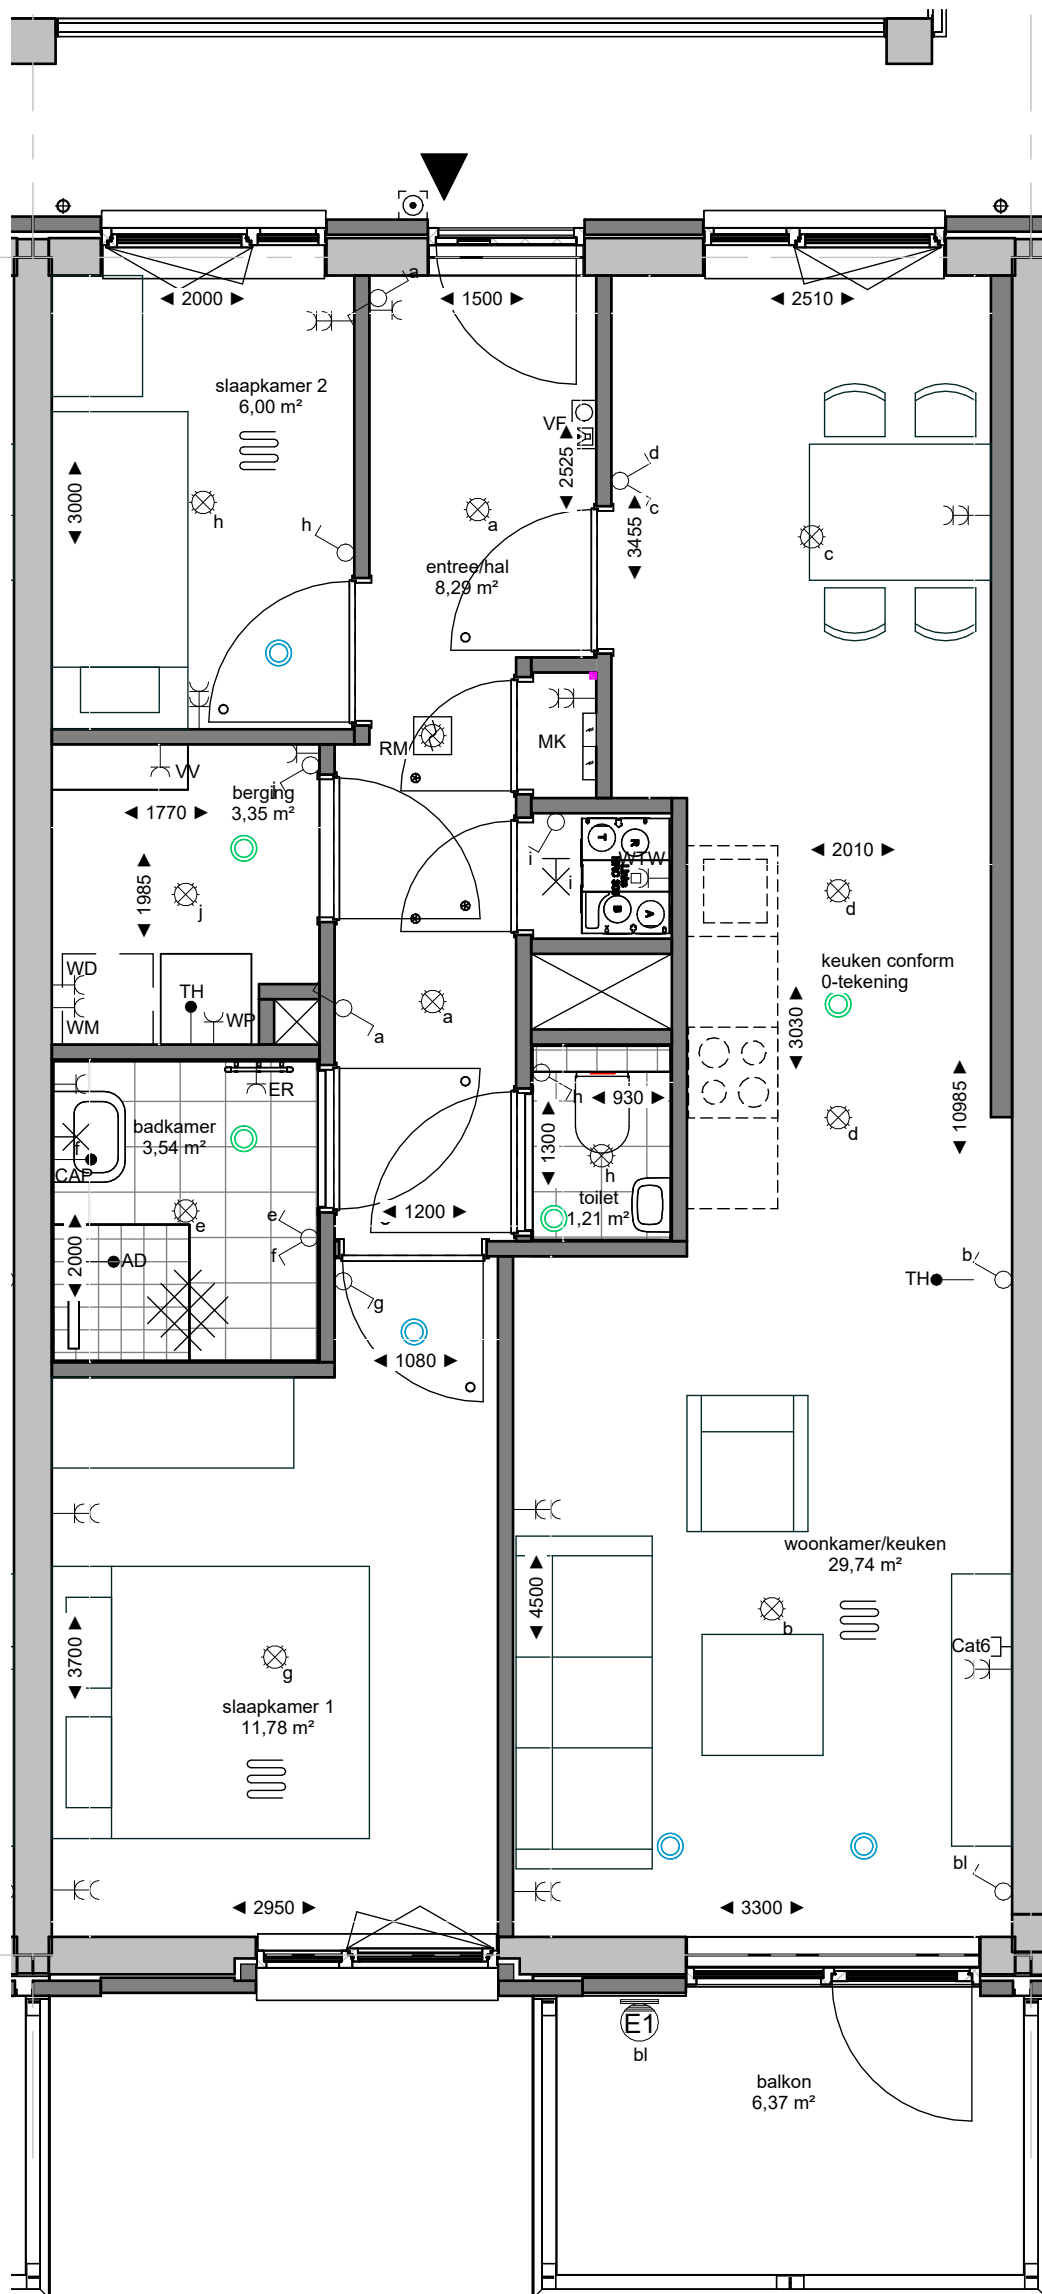 a
2000
1500
2510
slaapkamer 2
6,00 m²
VF
2525
d
c
3455
3000
h
h
a
c
entree/hal
8,29 m²
RM
MK
VV
j
berging
3,35 m²
1770
1985
j
i
i
WTW
T
R
B
A
2010
d
keuken conform
0-tekening
WD
WM
TH
WP
a
a
3030
10985
ER
badkamer
3,54 m²
f
CAP
h
930
1300
h
d
toilet
1,21 m²
1200
e
e
f
2000
AD
g
TH
b
1080
woonkamer/keuken
29,74 m²
4500
b
Cat6
3700
g
slaapkamer 1
11,78 m²
bl
2950
3300
E1
bl
balkon
6,37 m²